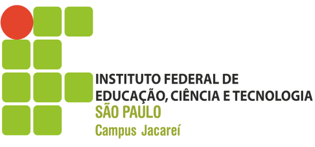 INSTITUTO FEDERAL DE
EDUCAÇÃO, CIÊNCIA E TECNOLOGIA
SÃO PAULO
Campus Jacareí